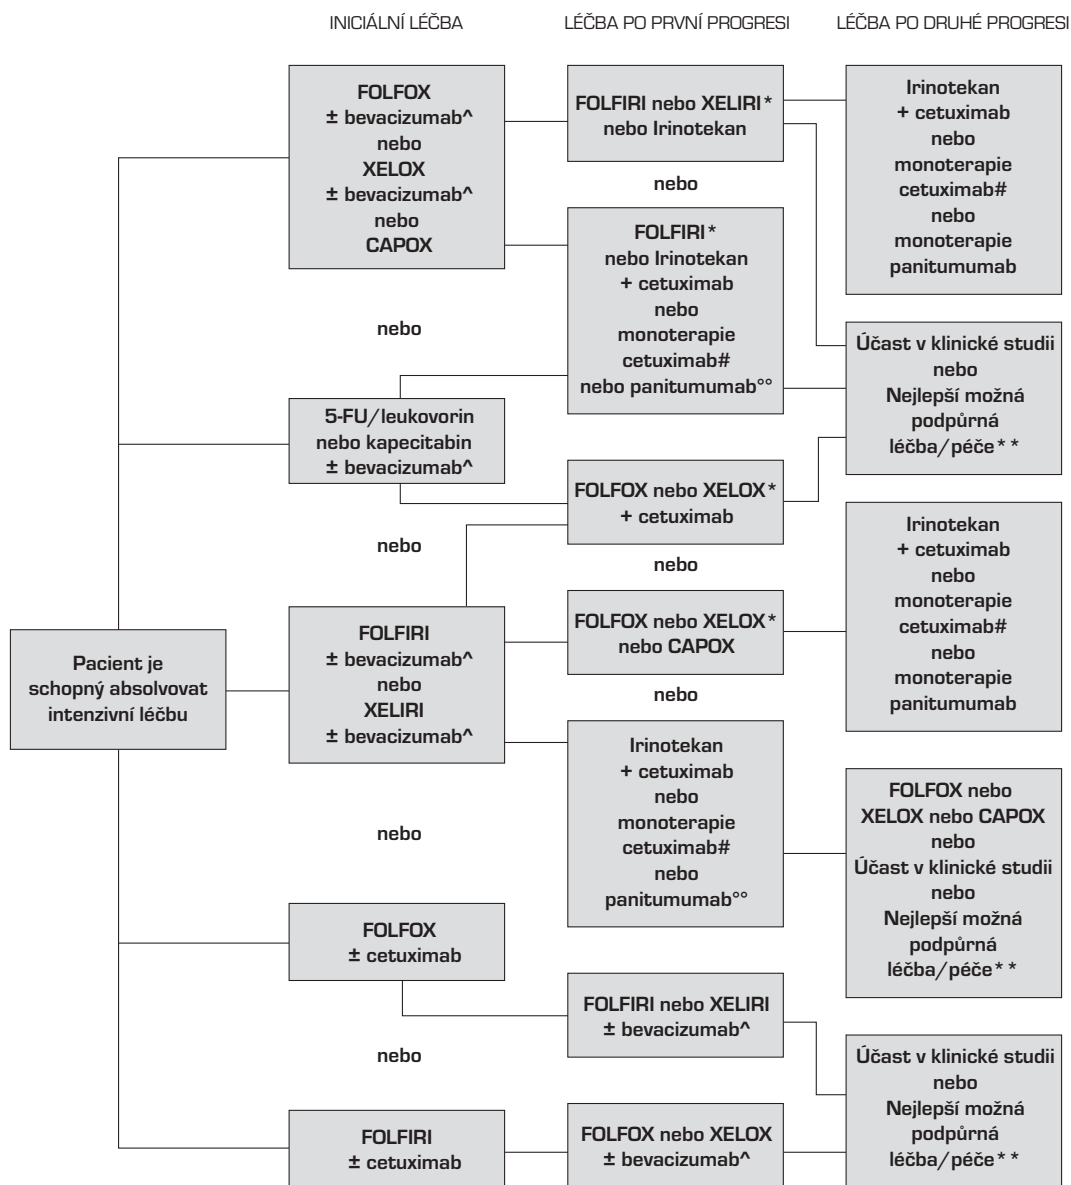 INICIÁLNÍ LÉČBA
LÉČBA PO PRVNÍ PROGRESI
LÉČBA PO DRUHÉ PROGRESI
Pacient je
schopný absolvovat
intenzivní léčbu
FOLFOX
± bevacizumab^
nebo
XELOX
± bevacizumab^
nebo
CAPOX
nebo
5-FU/leukovorin
nebo kapecitabin
± bevacizumab^
nebo
FOLFIRI
± bevacizumab^
nebo
XELIRI
± bevacizumab^
nebo
FOLFOX
± cetuximab
nebo
FOLFIRI
± cetuximab
FOLFIRI nebo XELIRI*
nebo Irinotekan
nebo
FOLFIRI*
nebo Irinotekan
+ cetuximab
nebo
monoterapie
cetuximab#
nebo panitumumab°°
FOLFOX nebo XELOX*
+ cetuximab
nebo
FOLFOX nebo XELOX*
nebo CAPOX
nebo
Irinotekan
+ cetuximab
nebo
monoterapie
cetuximab#
nebo
panitumumab°°
FOLFIRI nebo XELIRI
± bevacizumab^
FOLFOX nebo XELOX
± bevacizumab^
Irinotekan
+ cetuximab
nebo
monoterapie
cetuximab#
nebo
monoterapie
panitumumab
Účast v klinické studii
nebo
Nejlepší možná
podpůrná
léčba/péče**
Irinotekan
+ cetuximab
nebo
monoterapie
cetuximab#
nebo
monoterapie
panitumumab
FOLFOX nebo
XELOX nebo CAPOX
nebo
Účast v klinické studii
nebo
Nejlepší možná
podpůrná
léčba/péče**
Účast v klinické studii
nebo
Nejlepší možná
podpůrná
léčba/péče**